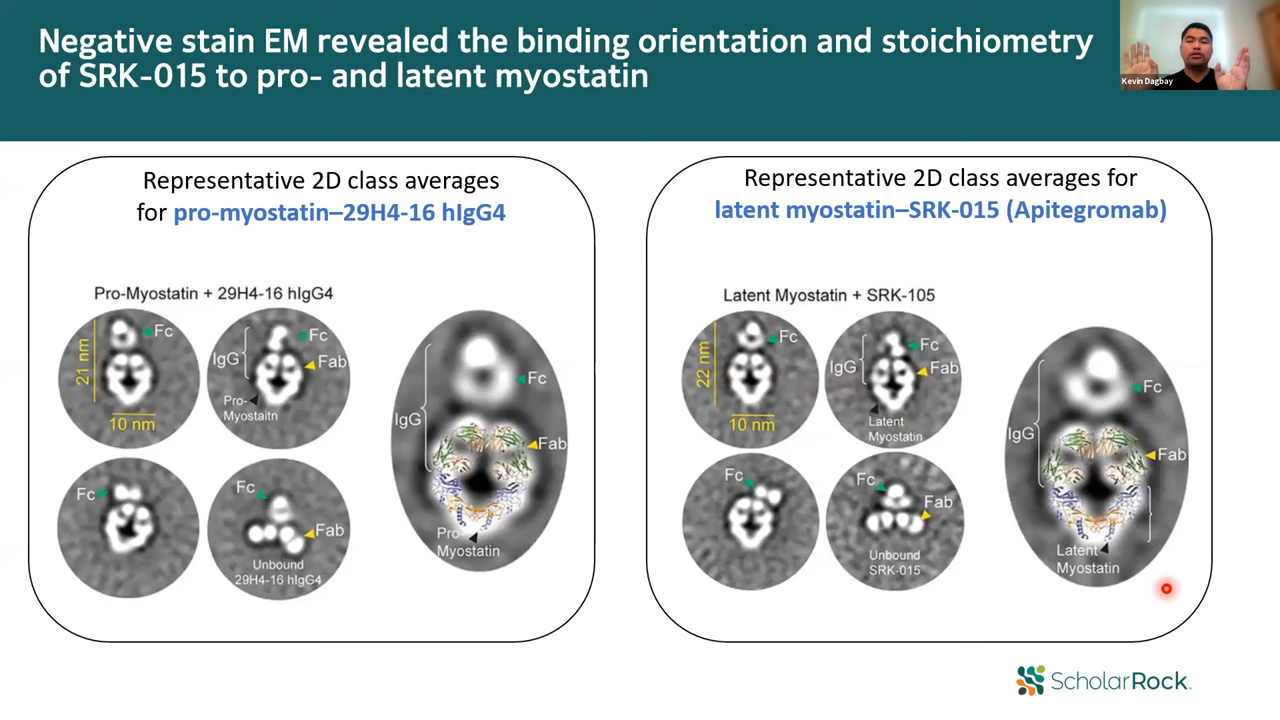 Negative stain EM revealed the binding orientation and stoichiometry
of SRK-015 to pro- and latent myostatin
Kevin Dagbay
Representative 2D class averages
for pro-myostatin–29H4-16 hIgG4
Pro-Myostatin + 29H4-16 hIgG4
21 nm
10 nm
Fc
IgG
Fc
Fab
Pro-
Myostaitn
Fc
Fc
Fab
Unbound
29H4-16 hIgG4
IgG
Fc
Fab
Pro-
Myostatin
Representative 2D class averages for
latent myostatin–SRK-015 (Apitegromab)
Latent Myostatin + SRK-105
22 nm
10 nm
Fc
IgG
Fc
Fab
Latent
Myostatin
Fc
Fc
Fab
Unbound
SRK-015
IgG
Fc
Fab
Latent
Myostatin
ScholarRock